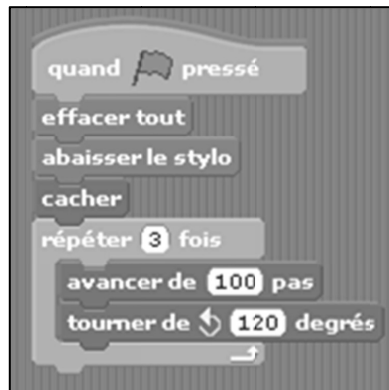 quand pressé
effacer tout
abaisser le stylo
cacher
répéter 3 fois
avancer de 100 pas
tourner de 120 degrés